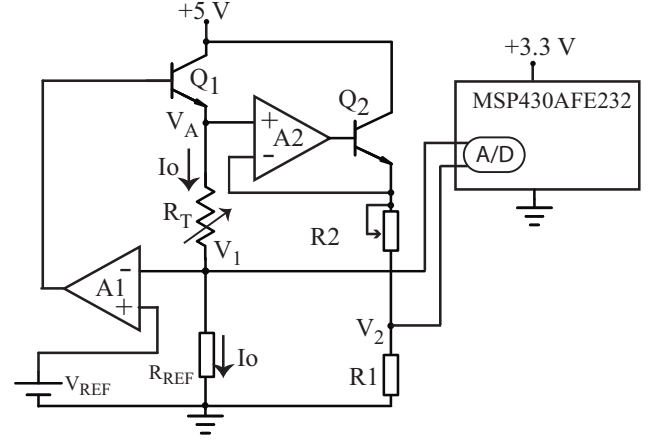 +5 V
+3.3 V
Q1
Q2
MSP430AFE232
VA
+
A2
-
A/D
Io
RT
R2
V1
-
A1
+
V2
RREF
Io
R1
VREF